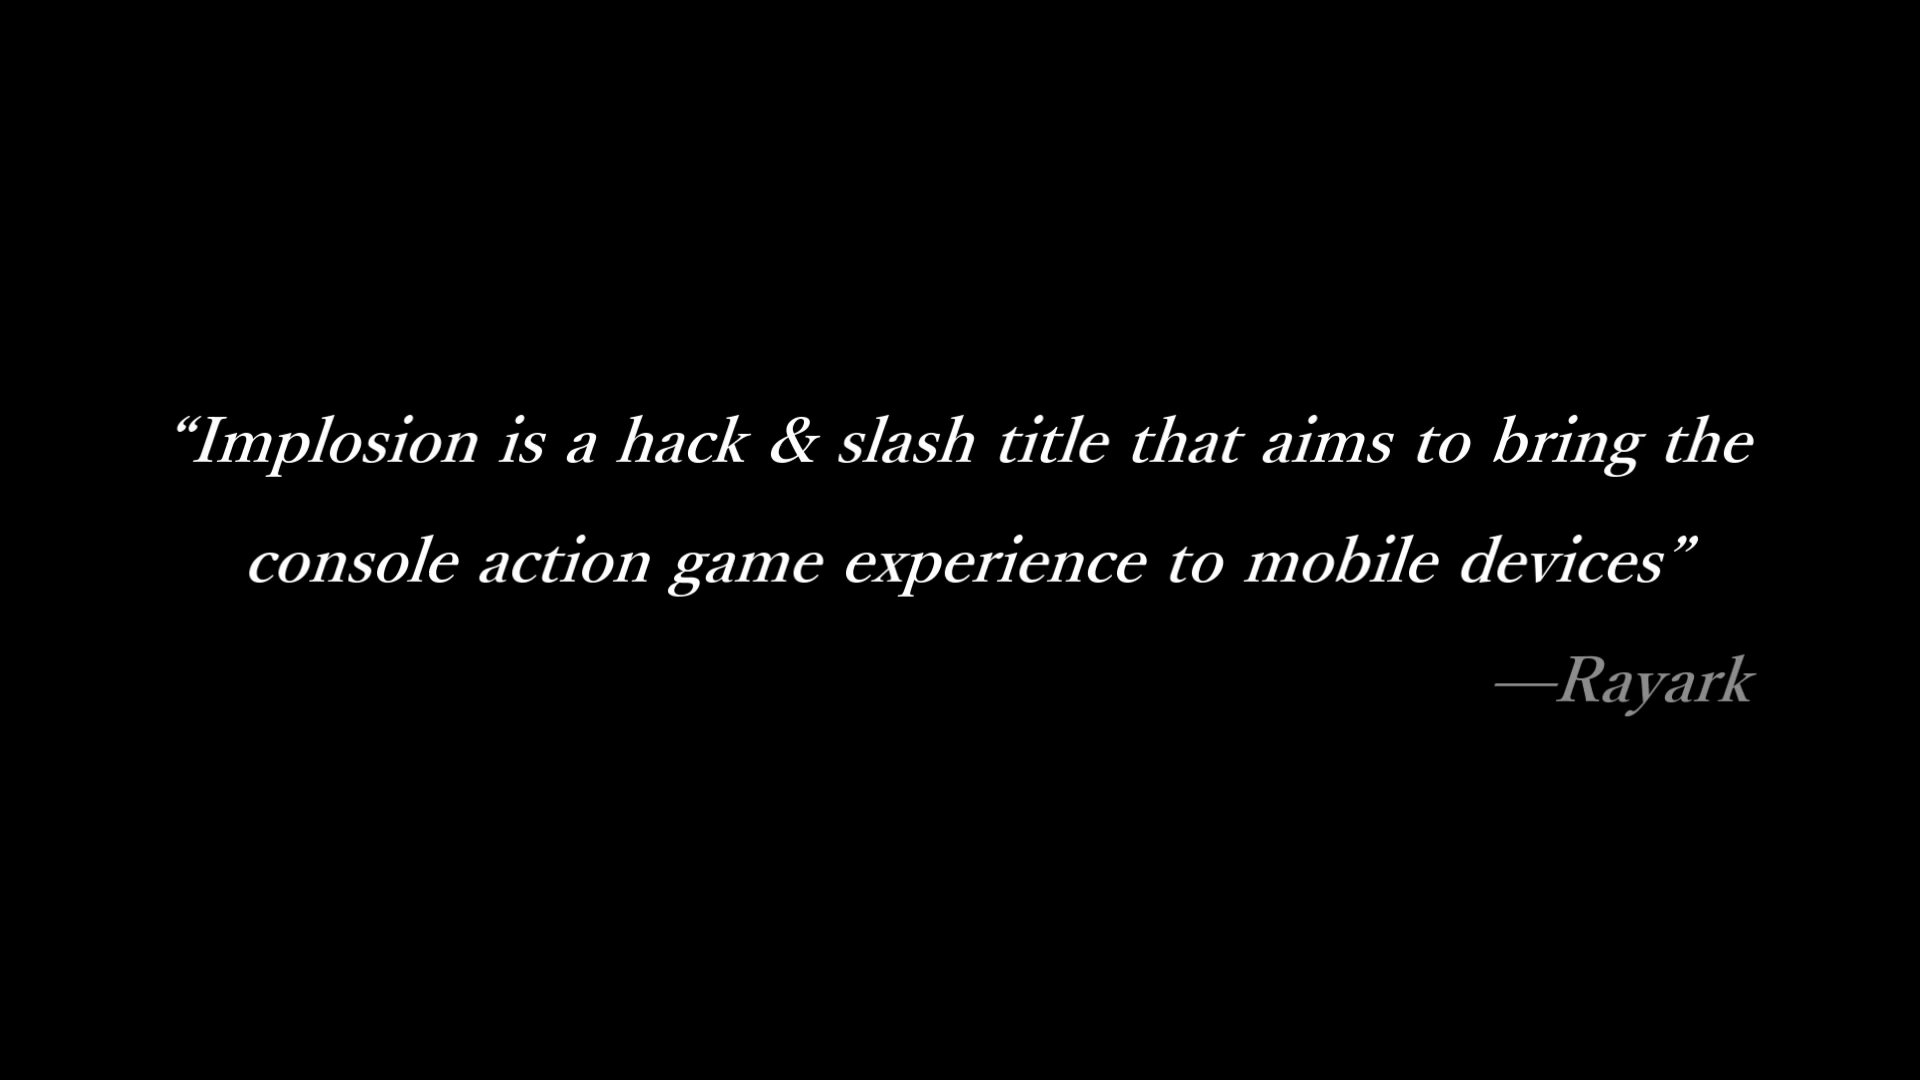 “Implosion is a hack & slash title that aims to bring the
console action game experience to mobile devices”
—Rayark